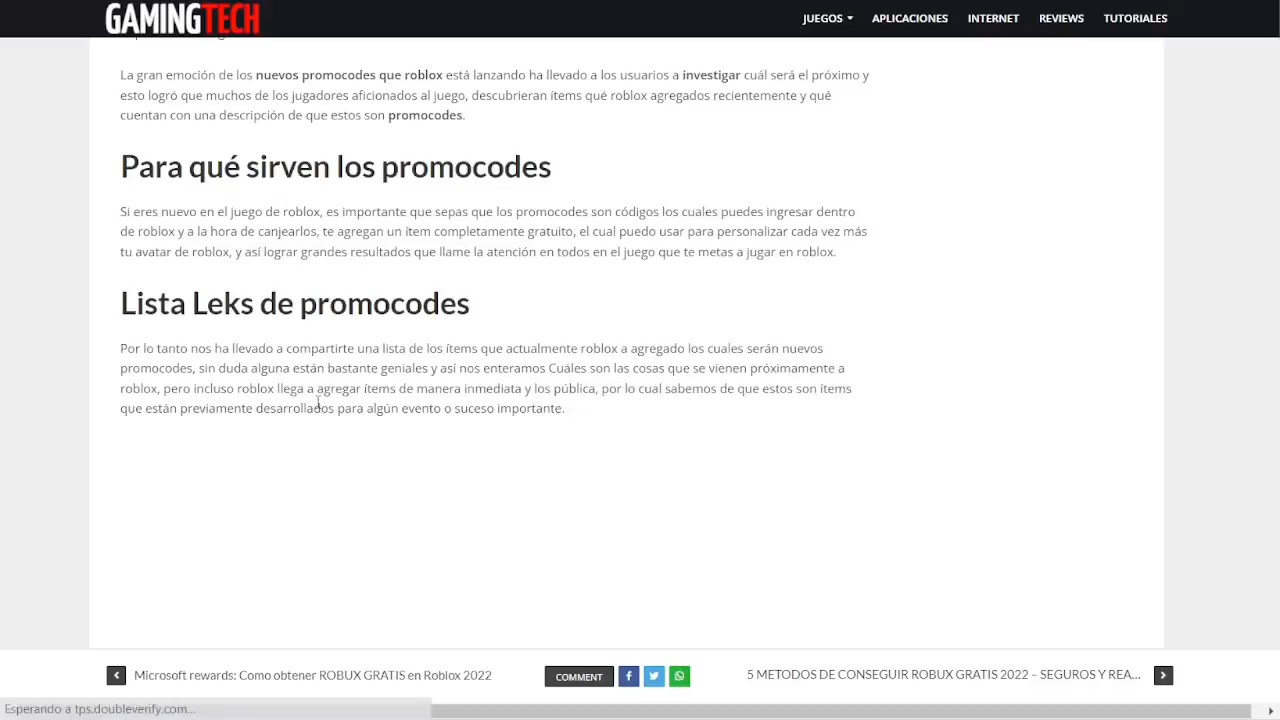 GAMINGTECH
JUEGOS
APLICACIONES
INTERNET
REVIEWS
TUTORIALES
La gran emoción de los nuevos promocodes que roblox está lanzando ha llevado a los usuarios a investigar cuál será el próximo y
esto logró que muchos de los jugadores aficionados al juego, descubrieran ítems qué roblox agregados recientemente y qué
cuentan con una descripción de que estos son promocodes.
Para qué sirven los promocodes
Si eres nuevo en el juego de roblox, es importante que sepas que los promocodes son códigos los cuales puedes ingresar dentro
de roblox y a la hora de canjearlos, te agregan un ítem completamente gratuito, el cual puedo usar para personalizar cada vez más
tu avatar de roblox, y así lograr grandes resultados que llame la atención en todos en el juego que te metas a jugar en roblox.
Lista Leks de promocodes
Por lo tanto nos ha llevado a compartirte una lista de los ítems que actualmente roblox a agregado los cuales serán nuevos
promocodes, sin duda alguna están bastante geniales y así nos enteramos Cuáles son las cosas que se vienen próximamente a
roblox, pero incluso roblox llega a agregar ítems de manera inmediata y los pública, por lo cual sabemos de que estos son ítems
que están previamente desarrollados para algún evento o suceso importante.
Microsoft rewards: Como obtener ROBUX GRATIS en Roblox 2022
COMMENT
5 METODOS DE CONSEGUIR ROBUX GRATIS 2022 – SEGUROS Y REA...
Esperando a tps.doubleverify.com...